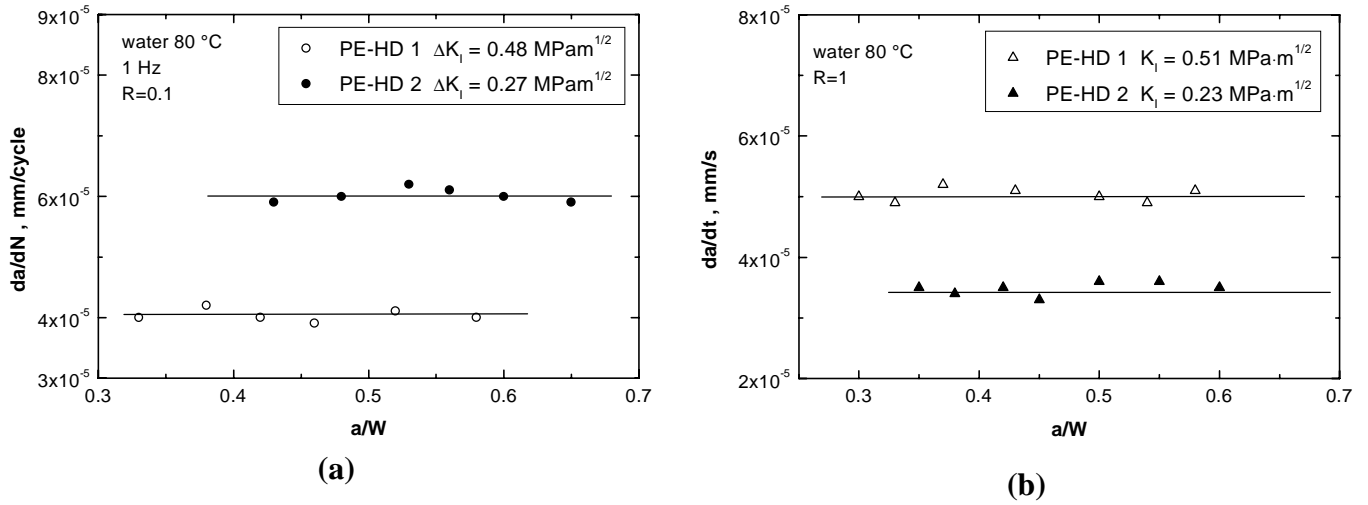 9x10⁻⁵
6x10⁻⁵
4x10⁻⁵
3x10⁻⁵
da/dN , mm/cycle
water 80 °C
1 Hz
R=0.1
PE-HD 1 ΔK_I = 0.48 MPam^1/2
PE-HD 2 ΔK_I = 0.27 MPam^1/2
0.3 0.4 0.5 0.6 0.7
a/W
(a)
8x10⁻⁵
6x10⁻⁵
4x10⁻⁵
2x10⁻⁵
da/dt , mm/s
water 80 °C
R=1
PE-HD 1 K_I = 0.51 MPa·m^1/2
PE-HD 2 K_I = 0.23 MPa·m^1/2
0.3 0.4 0.5 0.6 0.7
a/W
(b)